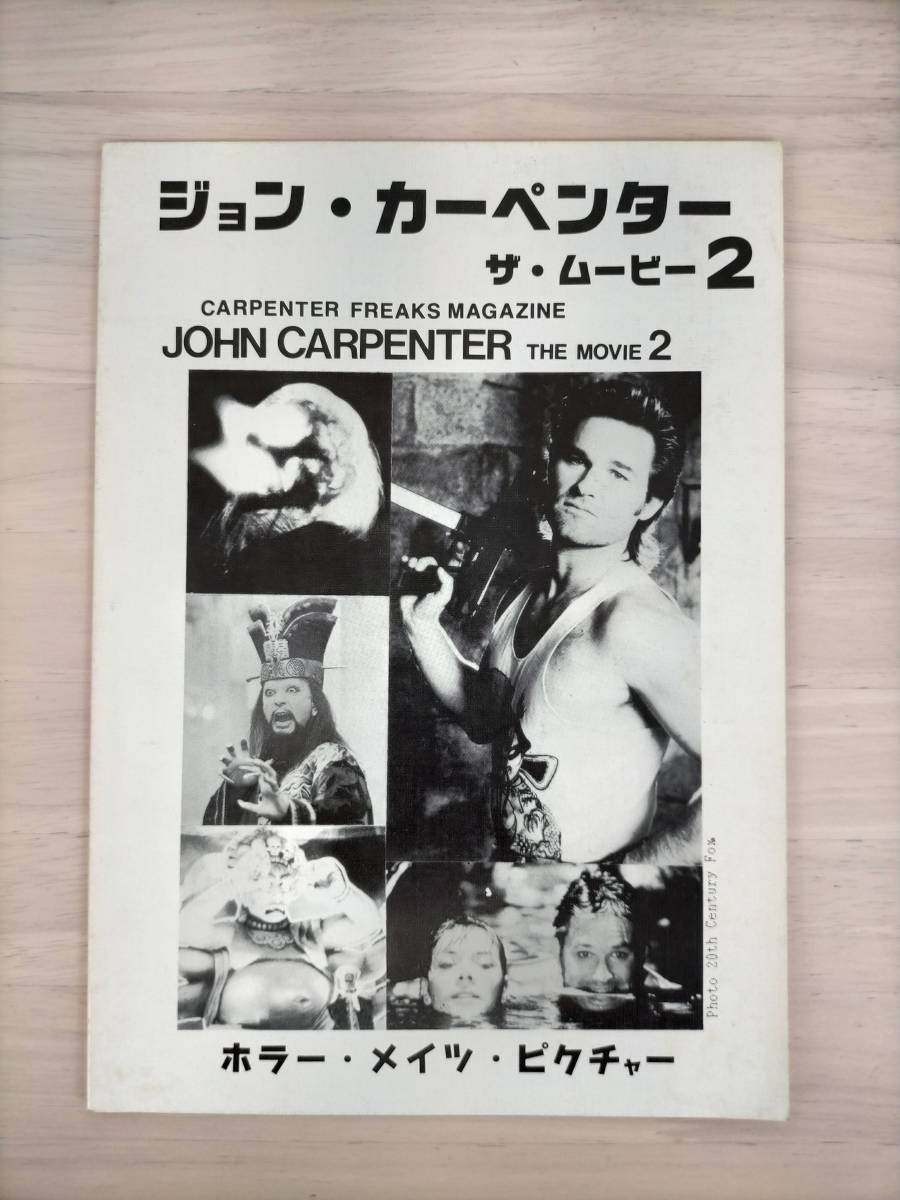 ジョン・カーペンター
ザ・ムービー2
CARPENTER FREAKS MAGAZINE
JOHN CARPENTER THE MOVIE 2
Photo 20th Century Fox
ホラー・メイツ・ピクチャー